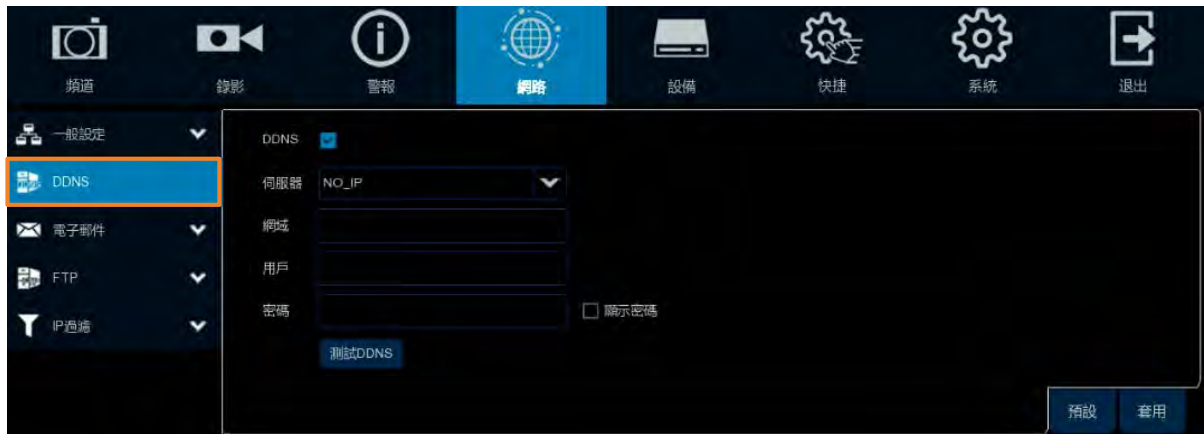 頻道 錄影 警報 網路 設備 快捷 系統 退出
一般設定
DDNS
電子郵件
FTP
IP過濾
DDNS
伺服器 NO_IP
網域
用戶
密碼 顯示密碼
測試DDNS
預設 套用